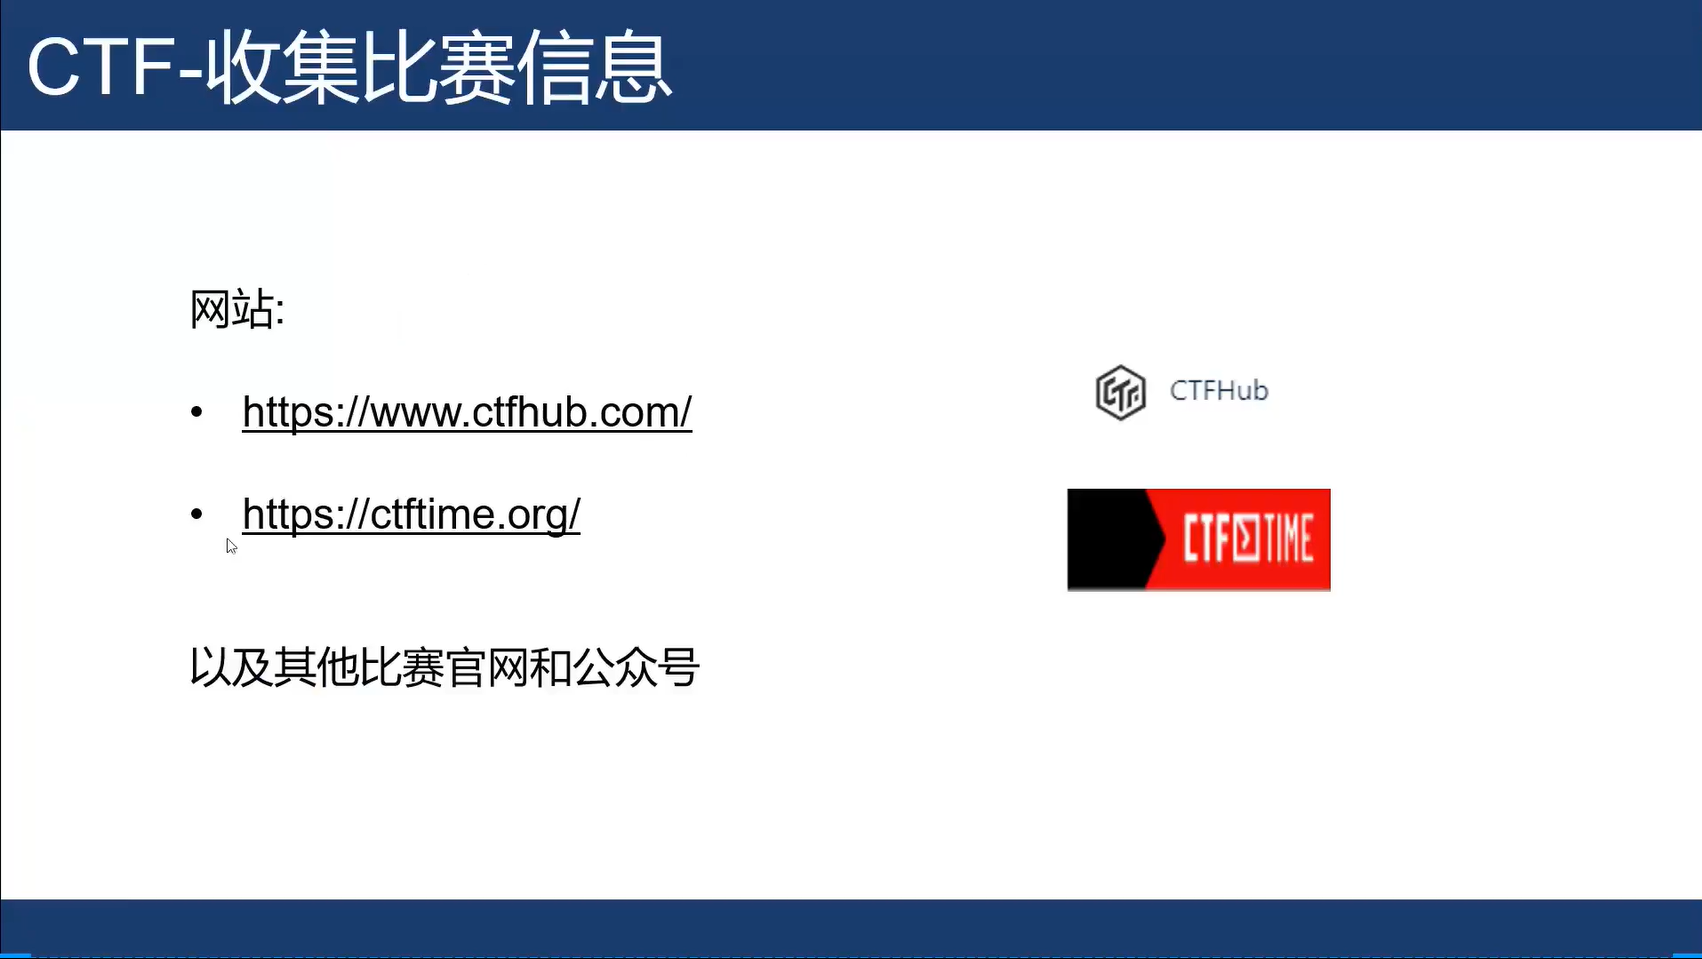 CTF-收集比赛信息
网站:
• https://www.ctfhub.com/
CTFHub
• https://ctftime.org/
CTF TIME
以及其他比赛官网和公众号